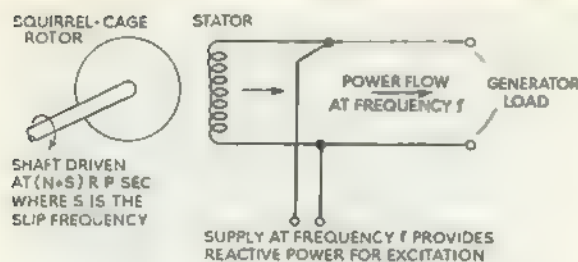 SQUIRREL-CAGE
ROTOR
STATOR
POWER FLOW
AT FREQUENCY f
GENERATOR
LOAD
SHAFT DRIVEN
AT (N+S) R P SEC
WHERE S IS THE
SLIP FREQUENCY
SUPPLY AT FREQUENCY f PROVIDES
REACTIVE POWER FOR EXCITATION